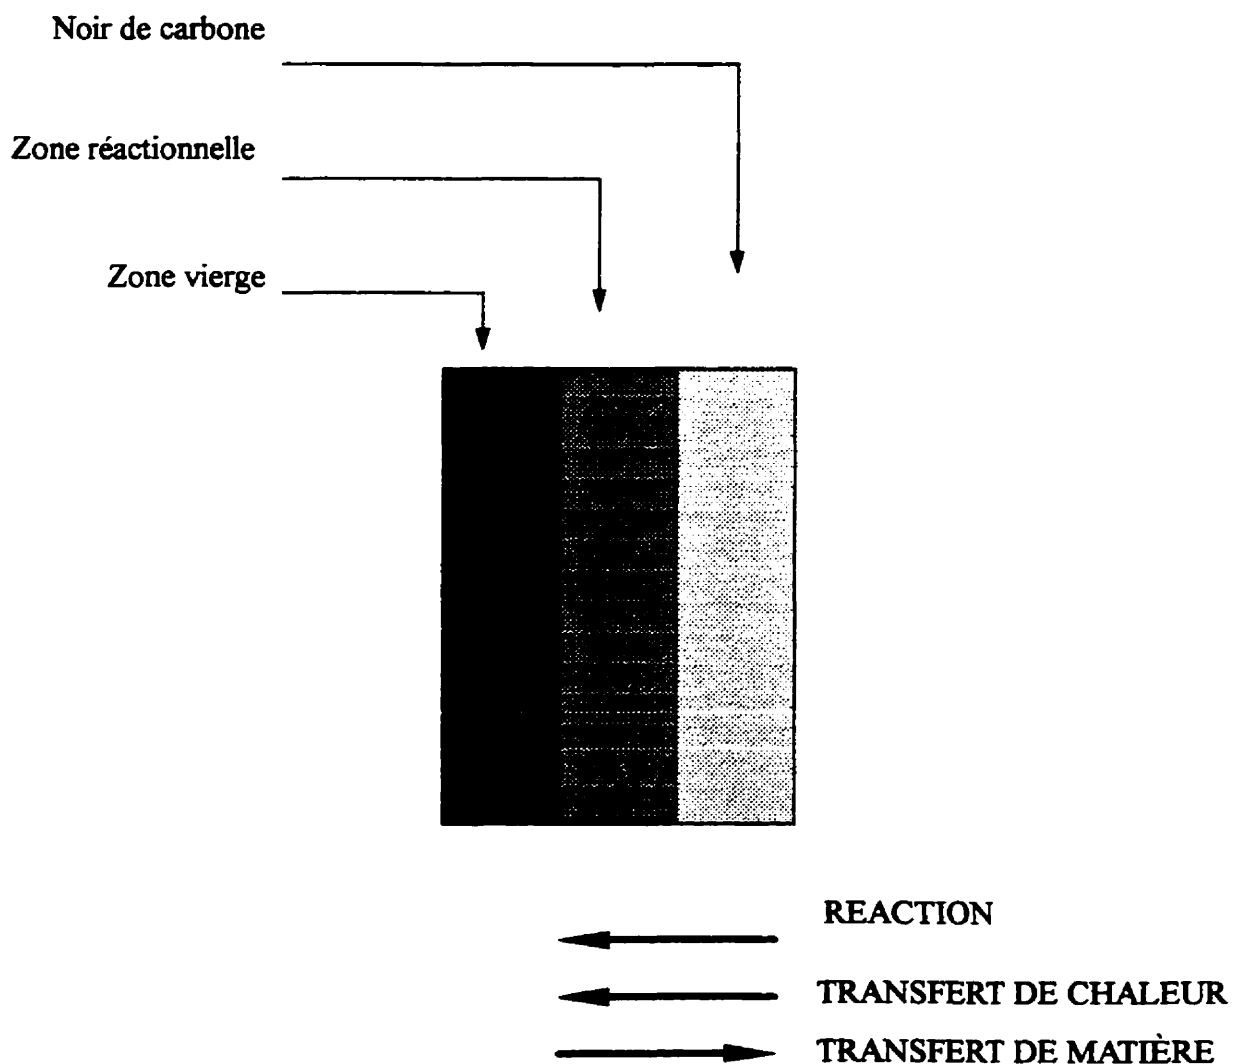 Noir de carbone
Zone réactionnelle
Zone vierge
REACTION
TRANSFERT DE CHALEUR
TRANSFERT DE MATIÈRE